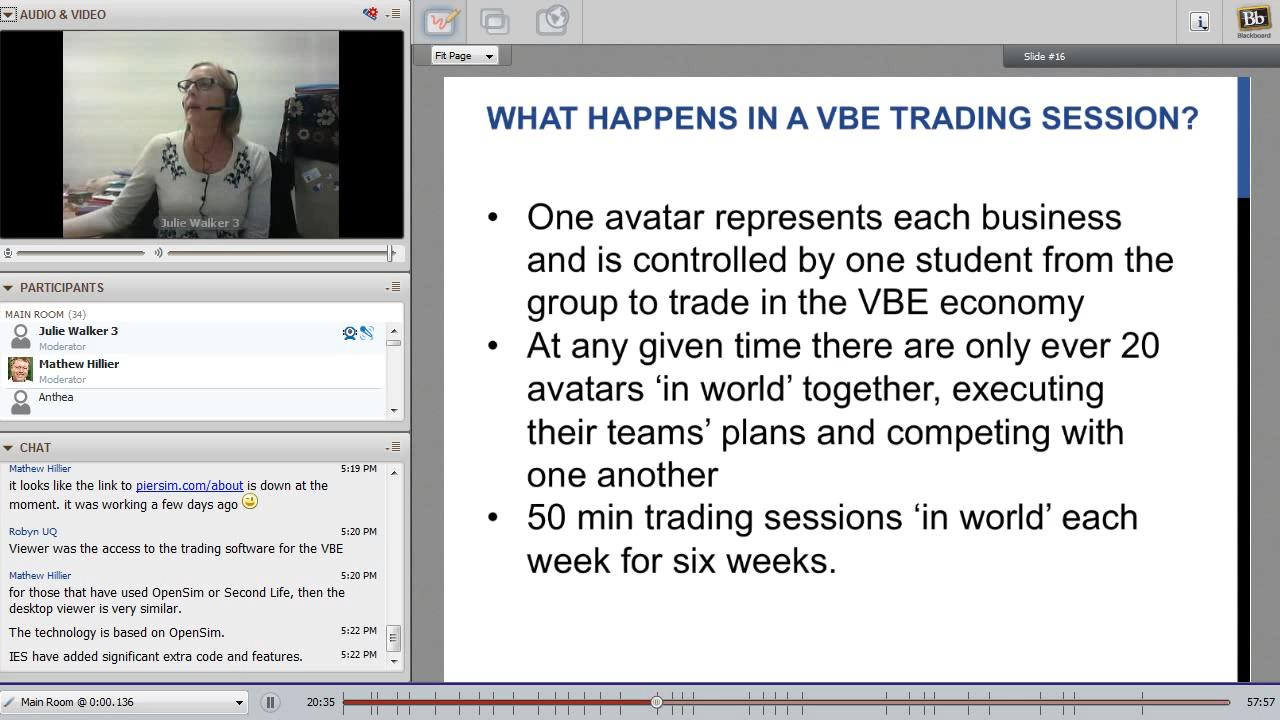 AUDIO & VIDEO
Julie Walker 3
PARTICIPANTS
MAIN ROOM (34)
Julie Walker 3
Moderator
Mathew Hillier
Moderator
Anthea
CHAT
Mathew Hillier 5:19 PM
it looks like the link to piersim.com/about is down at the
moment. it was working a few days ago
Robyn UQ 5:20 PM
Viewer was the access to the trading software for the VBE
Mathew Hillier 5:20 PM
for those that have used OpenSim or Second Life, then the
desktop viewer is very similar.
The technology is based on OpenSim. 5:22 PM
IES have added significant extra code and features. 5:22 PM
Fit Page
Slide #16
Bb
Blackboard
WHAT HAPPENS IN A VBE TRADING SESSION?
• One avatar represents each business
and is controlled by one student from the
group to trade in the VBE economy
• At any given time there are only ever 20
avatars ‘in world’ together, executing
their teams’ plans and competing with
one another
• 50 min trading sessions ‘in world’ each
week for six weeks.
Main Room @ 0:00.136
20:35
57:57